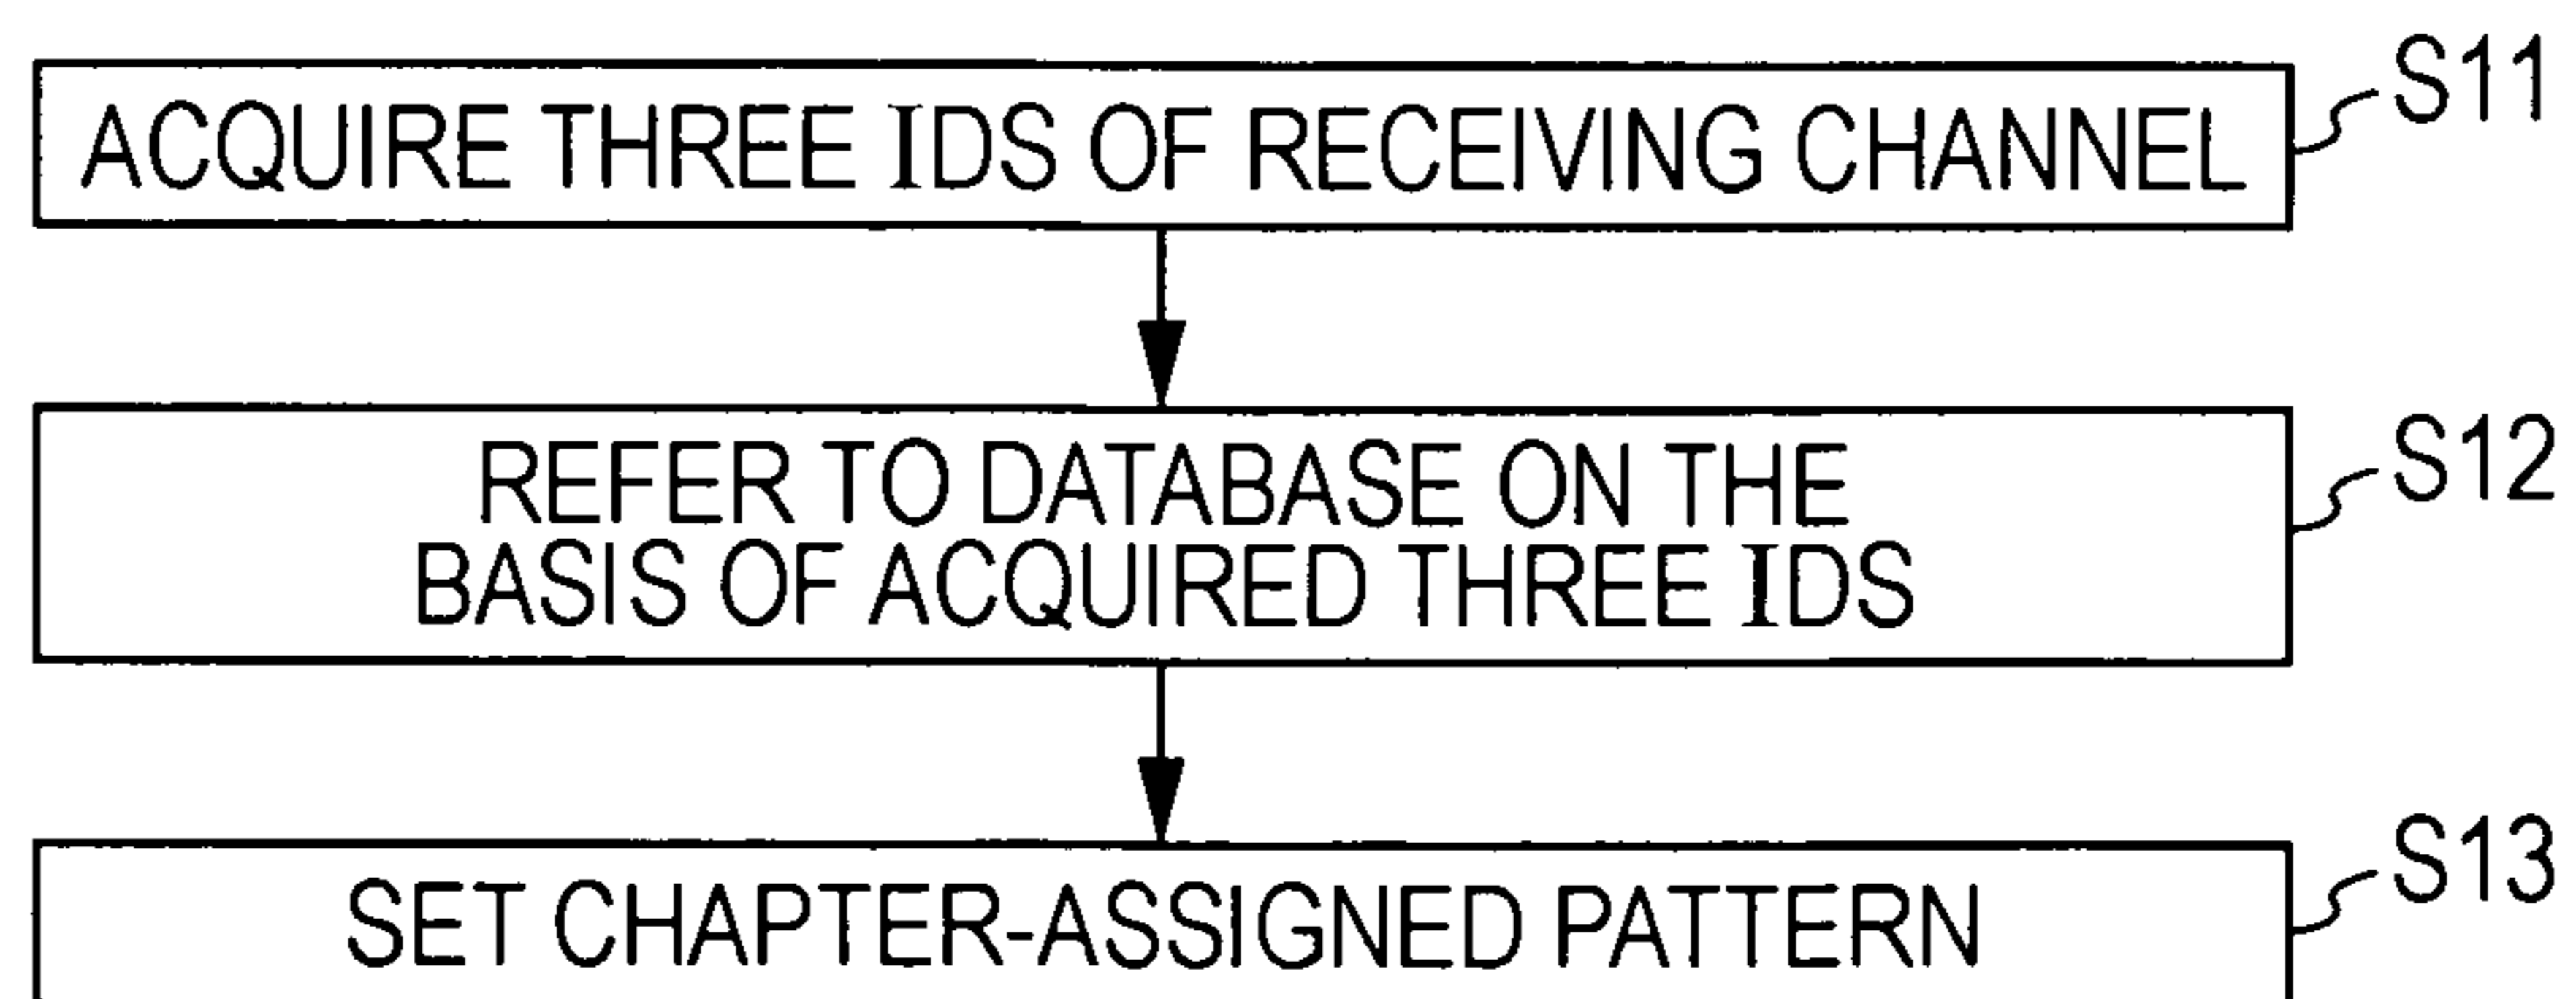 ACQUIRE THREE IDS OF RECEIVING CHANNEL S11
REFER TO DATABASE ON THE S12
BASIS OF ACQUIRED THREE IDS
SET CHAPTER-ASSIGNED PATTERN S13